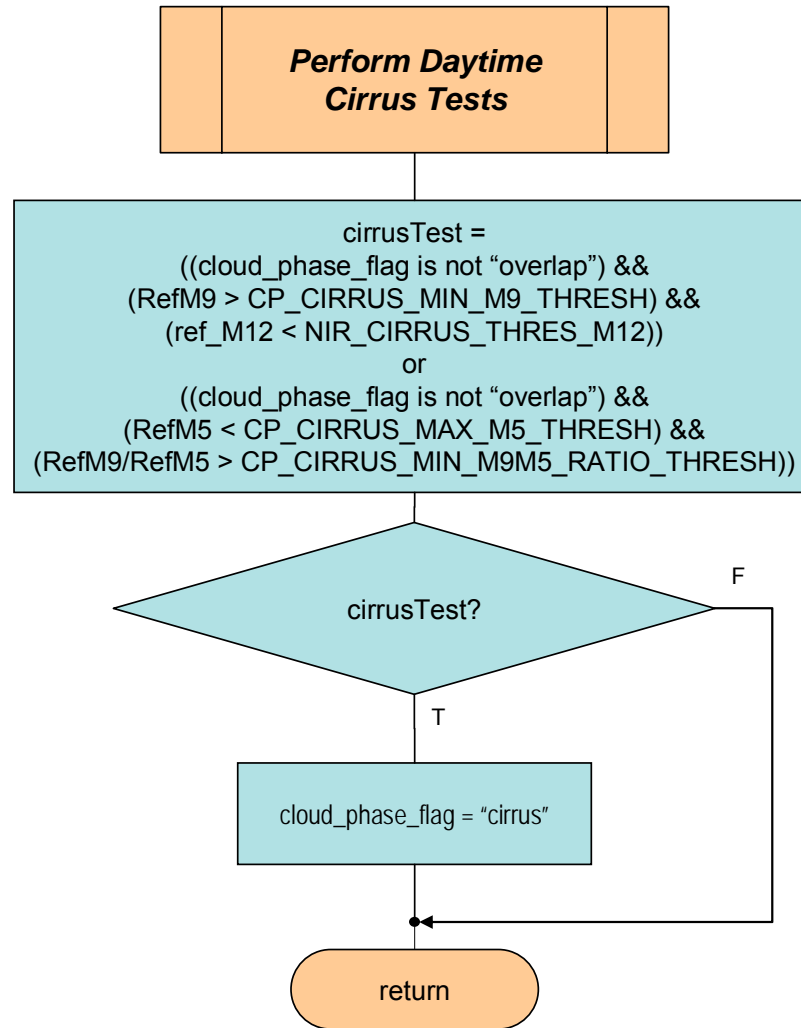 Perform Daytime
Cirrus Tests
cirrusTest =
((cloud_phase_flag is not “overlap”) &&
(RefM9 > CP_CIRRUS_MIN_M9_THRESH) &&
(ref_M12 < NIR_CIRRUS_THRES_M12))
or
((cloud_phase_flag is not “overlap”) &&
(RefM5 < CP_CIRRUS_MAX_M5_THRESH) &&
(RefM9/RefM5 > CP_CIRRUS_MIN_M9M5_RATIO_THRESH))
cirrusTest?
F
T
cloud_phase_flag = “cirrus”
return